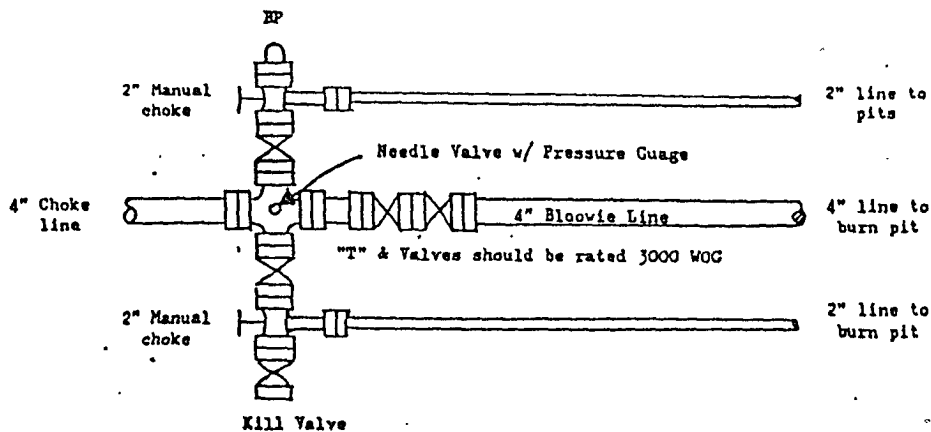 BP
2" Manual
choke
2" line to
pits
Needle Valve w/ Pressure Guage
4" Choke
line
4" Bloowie Line
4" line to
burn pit
"T" & Valves should be rated 3000 WOG
2" Manual
choke
2" line to
burn pit
Kill Valve